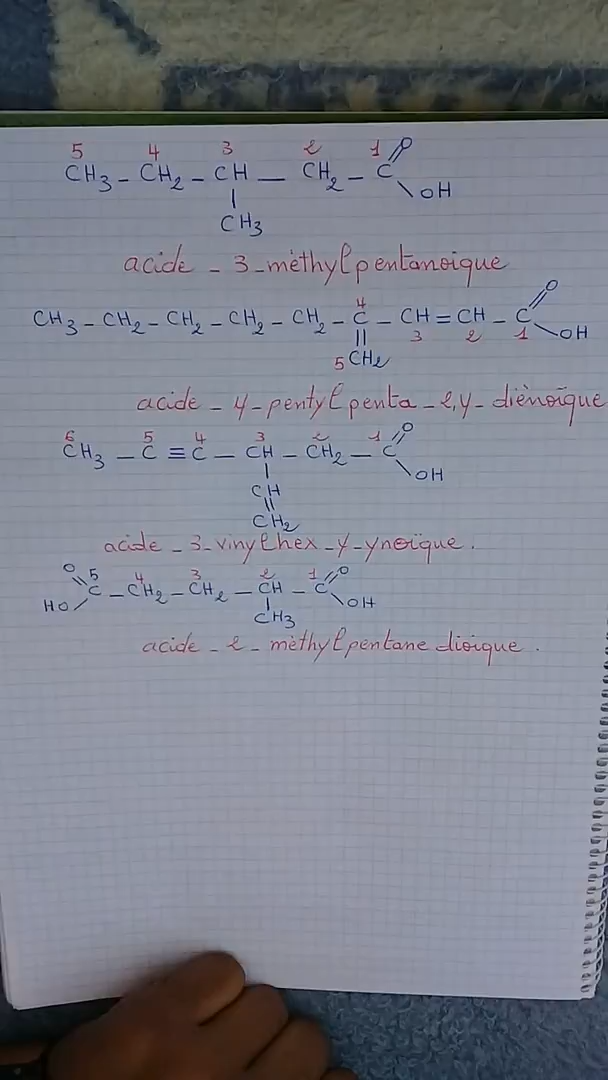 5 4 3 2 1 O
CH₃ - CH₂ - CH - CH₂ - C
OH
CH₃
acide - 3 - méthylpentanoique
4 O
CH₃ - CH₂ - CH₂ - CH₂ - CH₂ - C - CH = CH - C
3 2 1 OH
5 CH₂
acide - 4 - pentylpenta - 2,4 - diènoïque
6 5 4 3 2 1 O
CH₃ - C ≡ C - CH - CH₂ - C
OH
CH
CH₂
acide - 3 - vinylhex - 4 - ynoïque.
O 5 4 3 2 1 O
C - CH₂ - CH₂ - CH - C
HO OH
CH₃
acide - 2 - méthylpentane dioique.